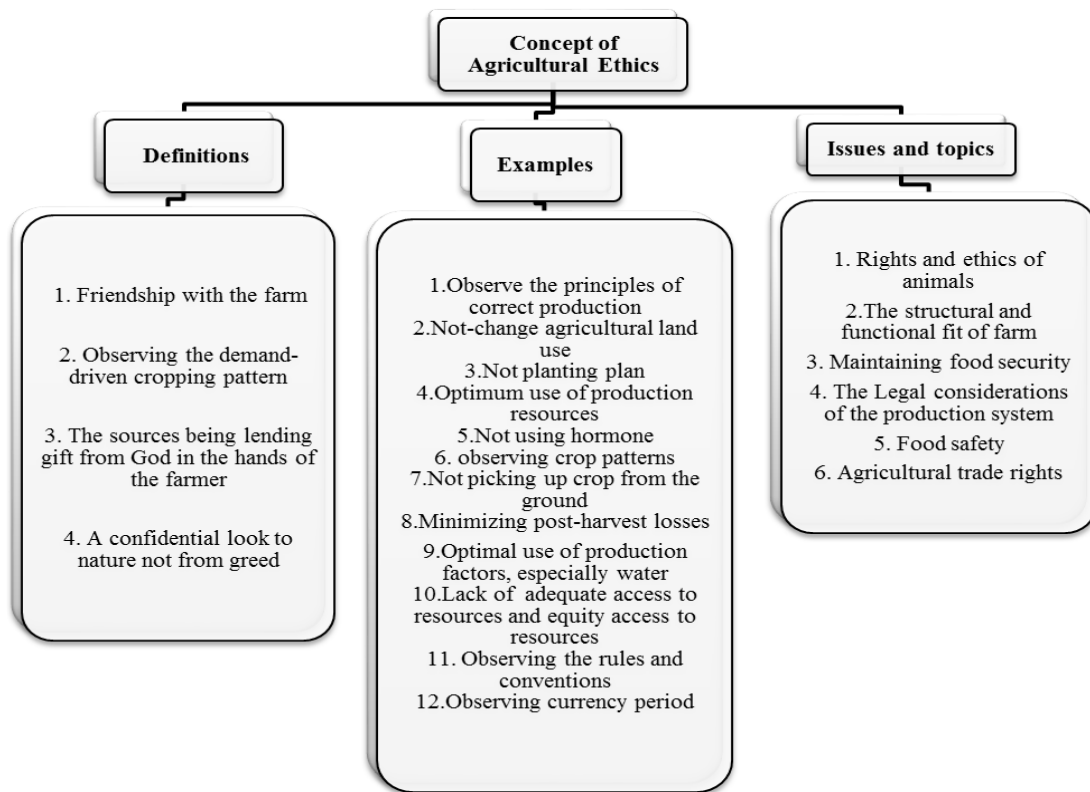 Concept of
Agricultural Ethics
Definitions
Examples
Issues and topics
1. Friendship with the farm
2. Observing the demand-
driven cropping pattern
3. The sources being lending
gift from God in the hands of
the farmer
4. A confidential look to
nature not from greed
1.Observe the principles of
correct production
2.Not-change agricultural land
use
3.Not planting plan
4.Optimum use of production
resources
5.Not using hormone
6. observing crop patterns
7.Not picking up crop from the
ground
8.Minimizing post-harvest losses
9.Optimal use of production
factors, especially water
10.Lack of adequate access to
resources and equity access to
resources
11. Observing the rules and
conventions
12.Observing currency period
1. Rights and ethics of
animals
2.The structural and
functional fit of farm
3. Maintaining food security
4. The Legal considerations
of the production system
5. Food safety
6. Agricultural trade rights